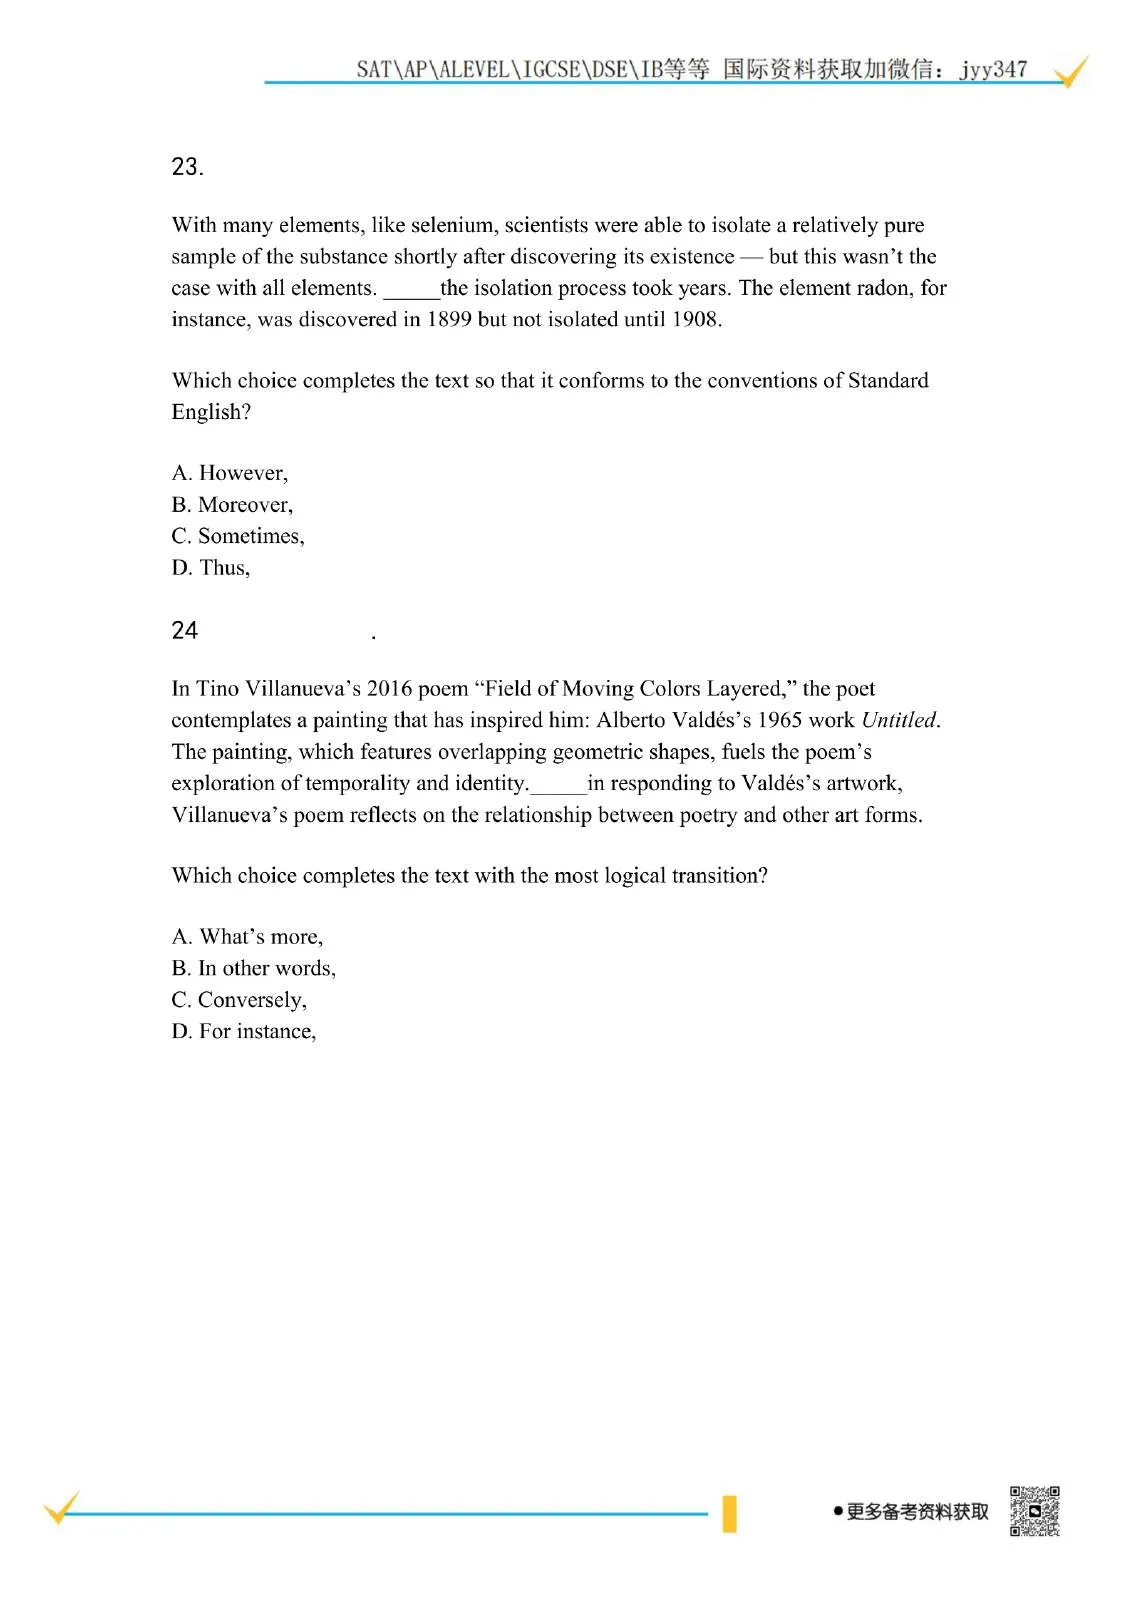 SAT\AP\ALEVEL\IGCSE\DSE\IB等等 国际资料获取加微信：jyy347
23.
With many elements, like selenium, scientists were able to isolate a relatively pure
sample of the substance shortly after discovering its existence — but this wasn’t the
case with all elements. _____the isolation process took years. The element radon, for
instance, was discovered in 1899 but not isolated until 1908.
Which choice completes the text so that it conforms to the conventions of Standard
English?
A. However,
B. Moreover,
C. Sometimes,
D. Thus,
24 .
In Tino Villanueva’s 2016 poem “Field of Moving Colors Layered,” the poet
contemplates a painting that has inspired him: Alberto Valdés’s 1965 work Untitled.
The painting, which features overlapping geometric shapes, fuels the poem’s
exploration of temporality and identity._____in responding to Valdés’s artwork,
Villanueva’s poem reflects on the relationship between poetry and other art forms.
Which choice completes the text with the most logical transition?
A. What’s more,
B. In other words,
C. Conversely,
D. For instance,
●更多备考资料获取